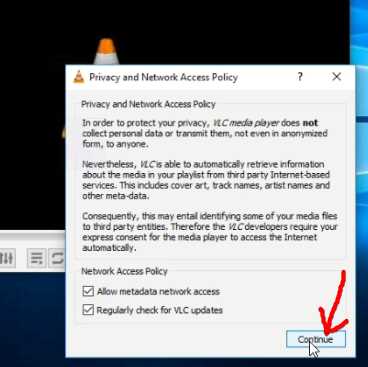 Privacy and Network Access Policy
Privacy and Network Access Policy
In order to protect your privacy, VLC media player does not
collect personal data or transmit them, not even in anonymized
form, to anyone.
Nevertheless, VLC is able to automatically retrieve information
about the media in your playlist from third party Internet-based
services. This includes cover art, track names, artist names and
other meta-data.
Consequently, this may entail identifying some of your media files
to third party entities. Therefore the VLC developers require your
express consent for the media player to access the Internet
automatically.
Network Access Policy
Allow metadata network access
Regularly check for VLC updates
Continue